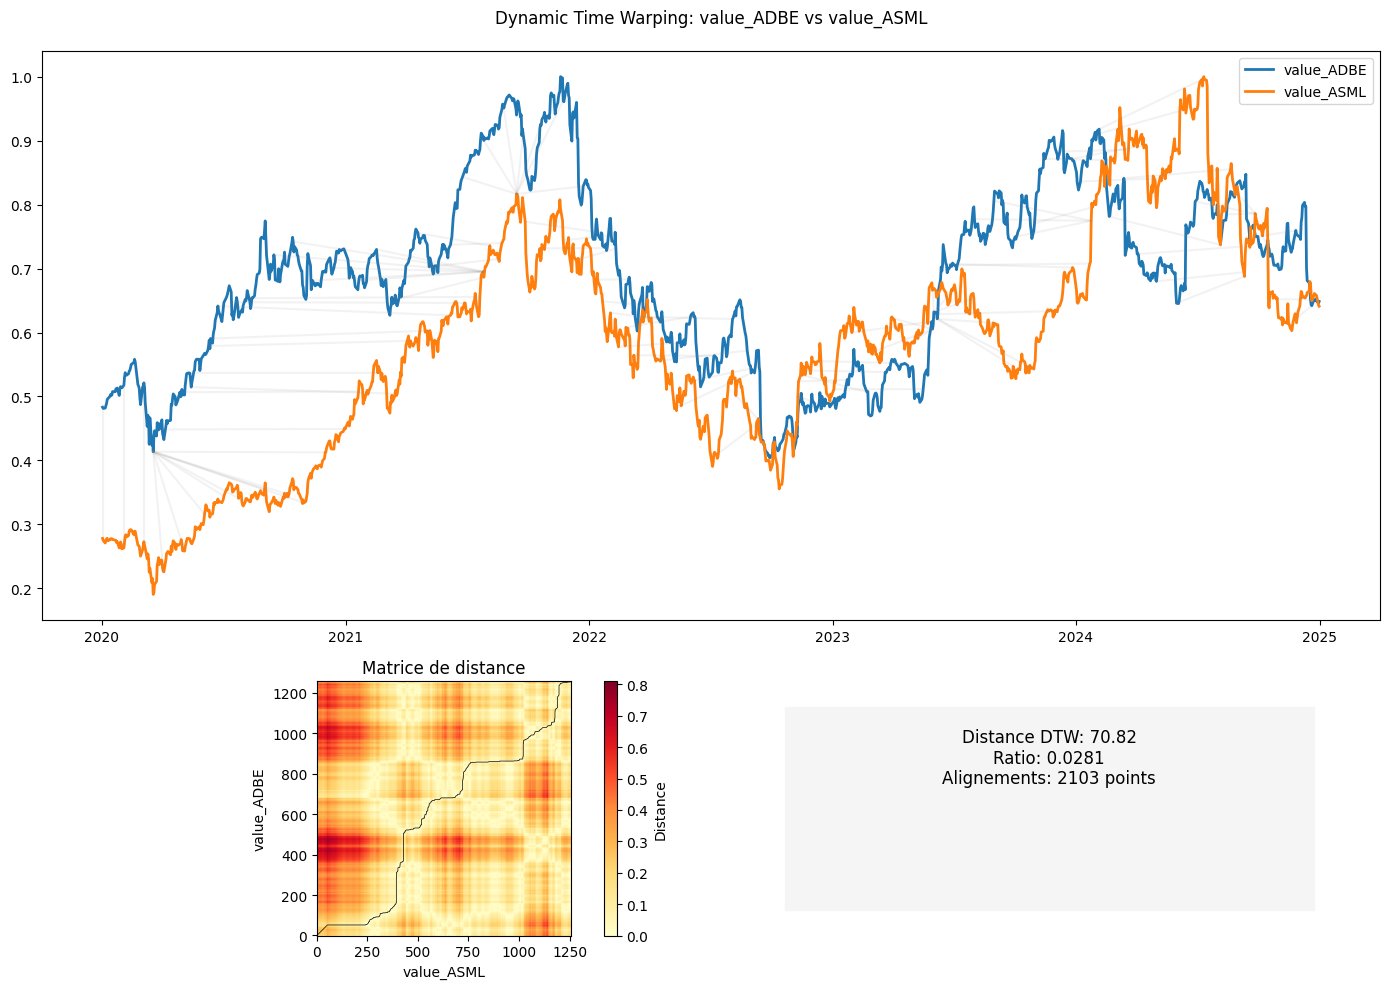 Dynamic Time Warping: value_ADBE vs value_ASML
value_ADBE
value_ASML
1.0
0.9
0.8
0.7
0.6
0.5
0.4
0.3
0.2
2020 2021 2022 2023 2024 2025
Matrice de distance
1200
1000
800
600
400
200
0
value_ADBE
0 250 500 750 1000 1250
value_ASML
0.8
0.7
0.6
0.5
0.4
0.3
0.2
0.1
0.0
Distance
Distance DTW: 70.82
Ratio: 0.0281
Alignements: 2103 points